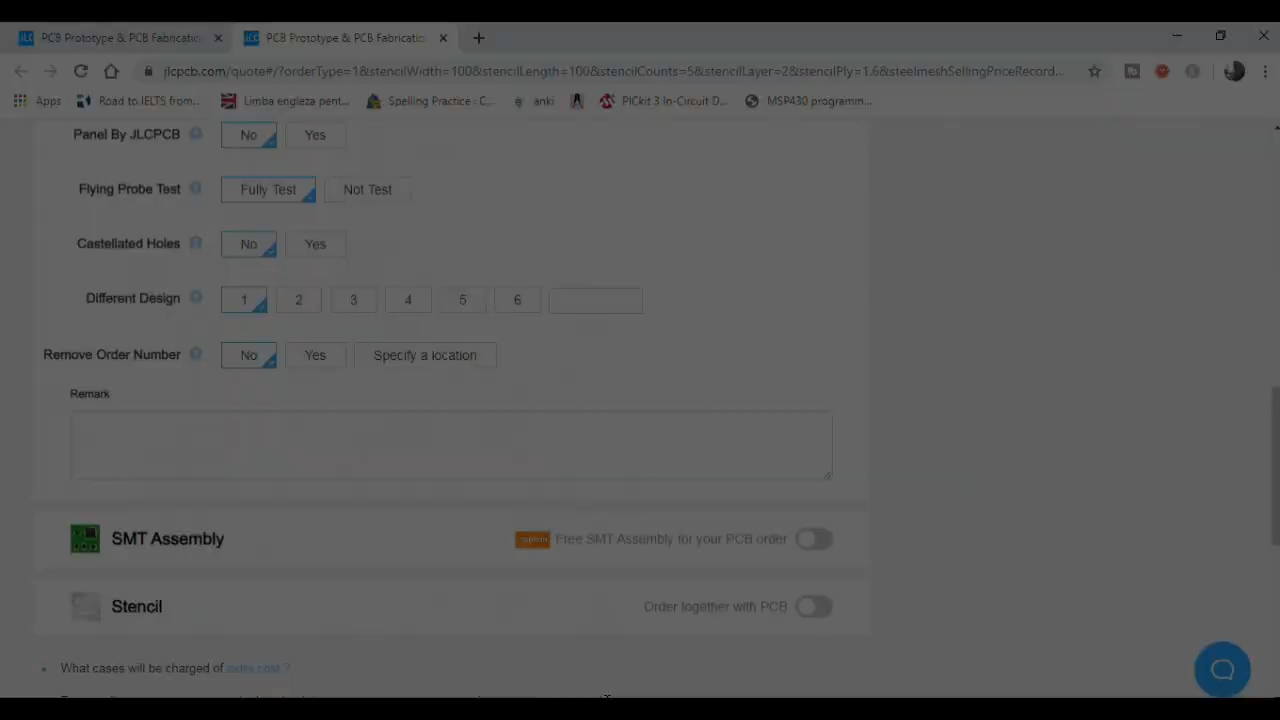 PCB Prototype & PCB Fabricatio
PCB Prototype & PCB Fabricatio
jlcpcb.com/quote#/?orderType=1&stencilWidth=100&stencilLength=100&stencilCounts=5&stencilLayer=2&stencilPly=1.6&steelmeshSellingPriceRecord...
Apps Road to IELTS from... Limba engleza pent... Spelling Practice : C... anki PICkit 3 In-Circuit D... MSP430 programm...
Panel By JLCPCB No Yes
Flying Probe Test Fully Test Not Test
Castellated Holes No Yes
Different Design 1 2 3 4 5 6
Remove Order Number No Yes Specify a location
Remark
SMT Assembly Free SMT Assembly for your PCB order
Stencil Order together with PCB
What cases will be charged of extra cost ?